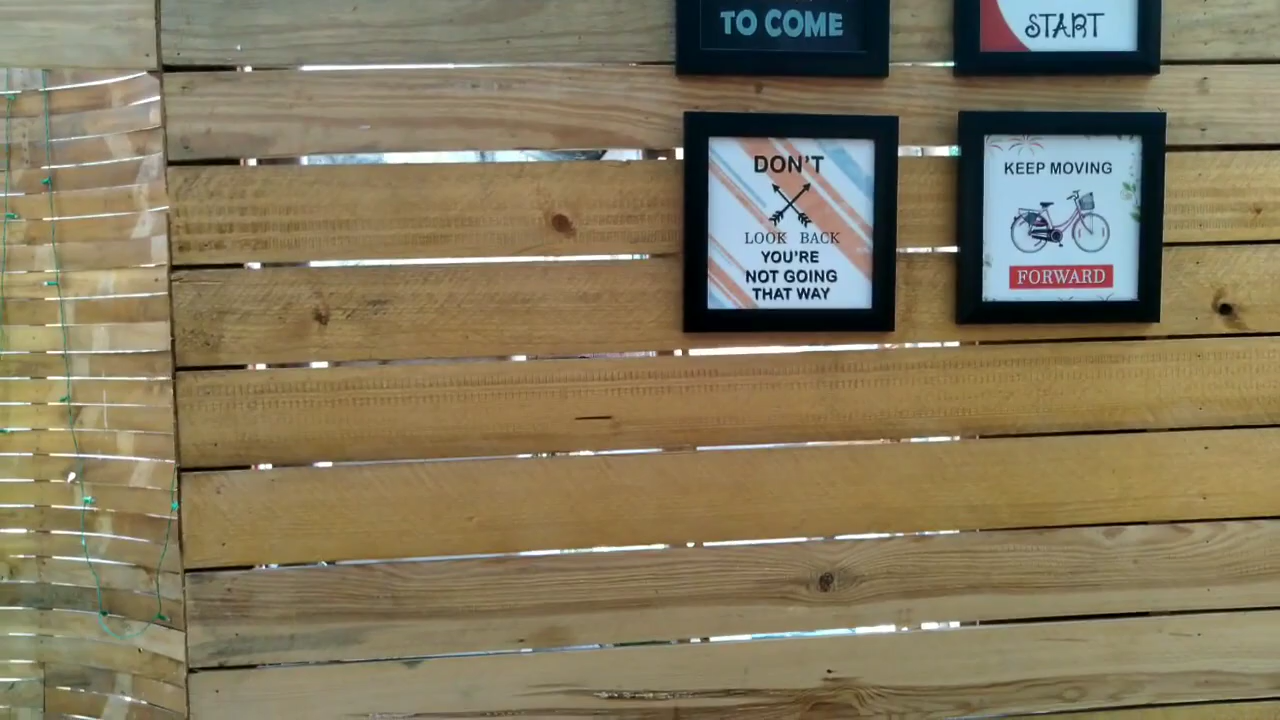 TO COME
START
DON'T
LOOK BACK
YOU'RE
NOT GOING
THAT WAY
KEEP MOVING
FORWARD